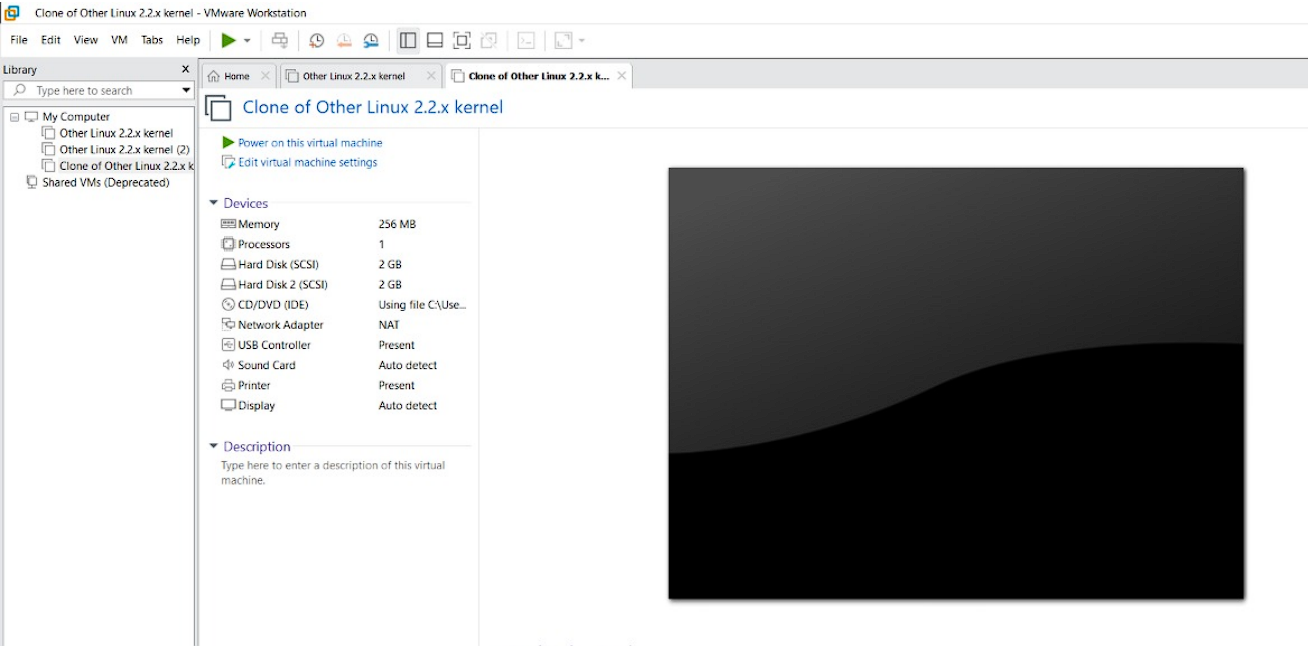 Clone of Other Linux 2.2.x kernel - VMware Workstation
File Edit View VM Tabs Help
Library X
Type here to search
Home
Other Linux 2.2.x kernel
Clone of Other Linux 2.2.x k...
My Computer
Other Linux 2.2.x kernel
Other Linux 2.2.x kernel (2)
Clone of Other Linux 2.2.x k
Shared VMs (Deprecated)
Clone of Other Linux 2.2.x kernel
Power on this virtual machine
Edit virtual machine settings
Devices
Memory 256 MB
Processors 1
Hard Disk (SCSI) 2 GB
Hard Disk 2 (SCSI) 2 GB
CD/DVD (IDE) Using file C:\Use...
Network Adapter NAT
USB Controller Present
Sound Card Auto detect
Printer Present
Display Auto detect
Description
Type here to enter a description of this virtual
machine.